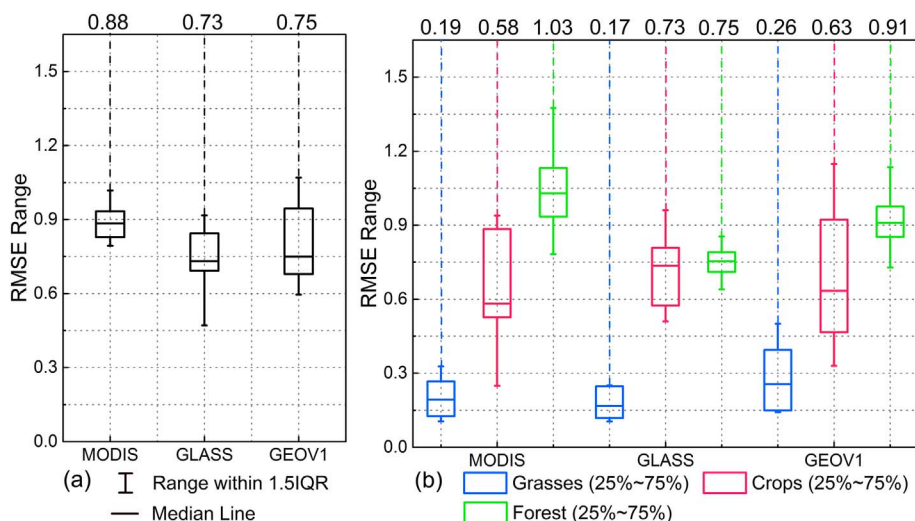 0.88 0.73 0.75
1.5
1.2
0.9
0.6
0.3
0.0
RMSE Range
MODIS GLASS GEOV1
(a)
Range within 1.5IQR
Median Line
0.19 0.58 1.03 0.17 0.73 0.75 0.26 0.63 0.91
1.5
1.2
0.9
0.6
0.3
0.0
RMSE Range
MODIS GLASS GEOV1
(b)
Grasses (25%~75%) Crops (25%~75%)
Forest (25%~75%)